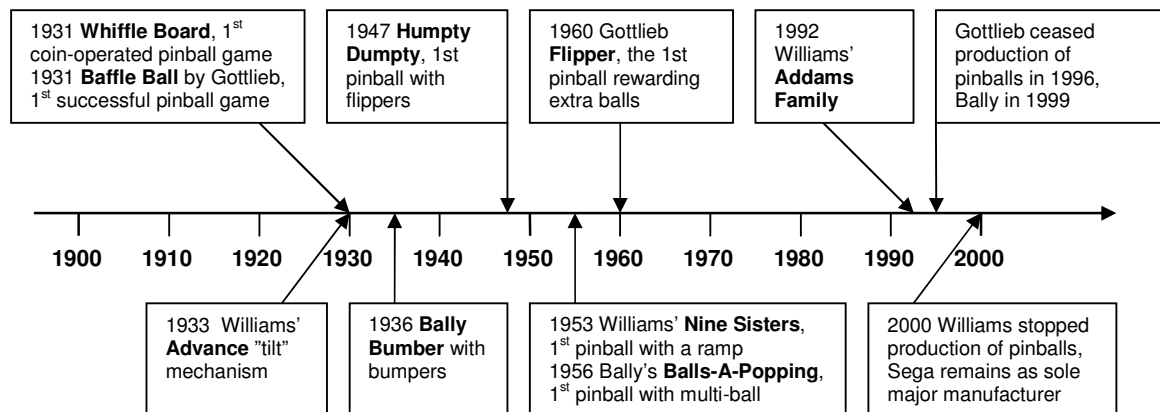 1931 Whiffle Board, 1st
coin-operated pinball game
1931 Baffle Ball by Gottlieb,
1st successful pinball game
1947 Humpty
Dumpty, 1st
pinball with
flippers
1960 Gottlieb
Flipper, the 1st
pinball rewarding
extra balls
1992
Williams'
Addams
Family
Gottlieb ceased
production of
pinballs in 1996,
Bally in 1999
1900 1910 1920 1930 1940 1950 1960 1970 1980 1990 2000
1933 Williams'
Advance "tilt"
mechanism
1936 Bally
Bumber with
bumpers
1953 Williams' Nine Sisters,
1st pinball with a ramp
1956 Bally's Balls-A-Popping,
1st pinball with multi-ball
2000 Williams stopped
production of pinballs,
Sega remains as sole
major manufacturer